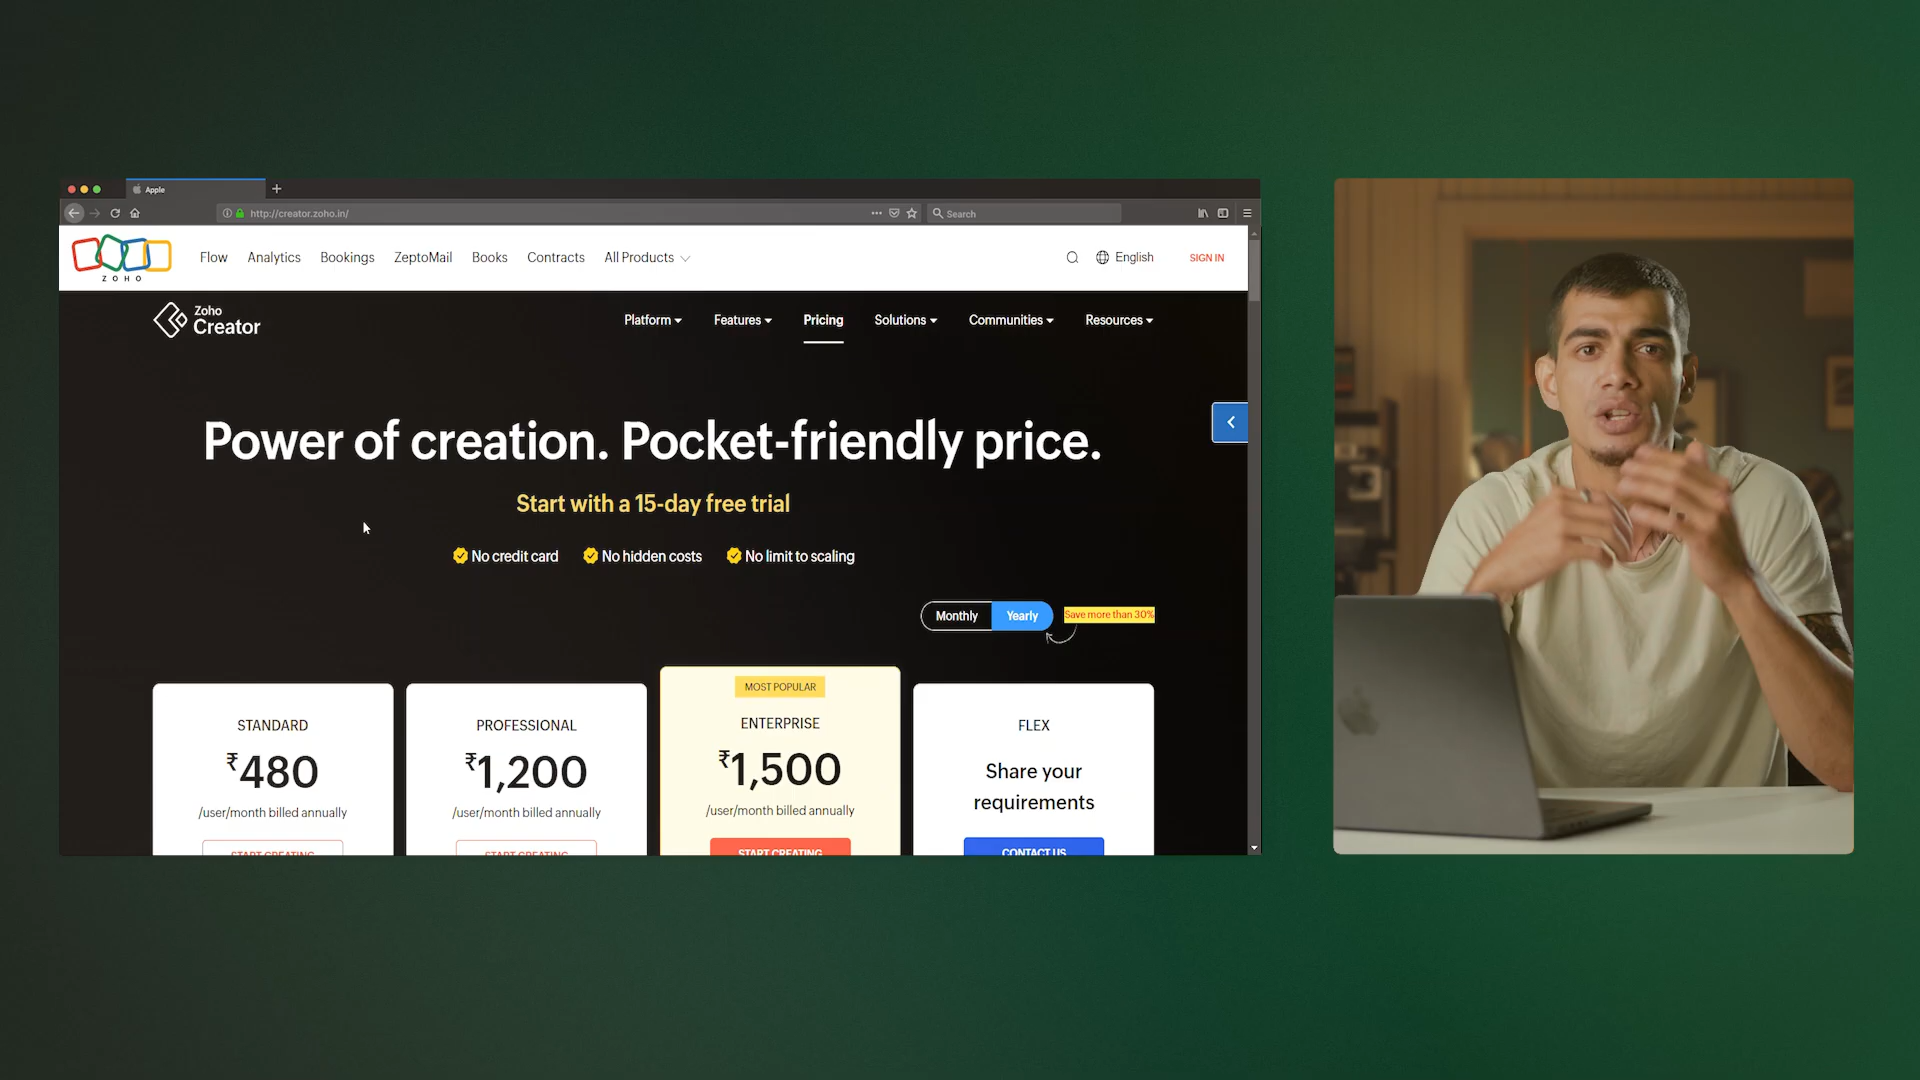 Apple
http://creator.zoho.in/
Search
ZOHO
Flow Analytics Bookings ZeptoMail Books Contracts All Products
English
SIGN IN
Zoho
Creator
Platform Features Pricing Solutions Communities Resources
Power of creation. Pocket-friendly price.
Start with a 15-day free trial
No credit card No hidden costs No limit to scaling
Monthly Yearly Save more than 30%
STANDARD
₹480
/user/month billed annually
START CREATING
PROFESSIONAL
₹1,200
/user/month billed annually
START CREATING
MOST POPULAR
ENTERPRISE
₹1,500
/user/month billed annually
START CREATING
FLEX
Share your
requirements
CONTACT US